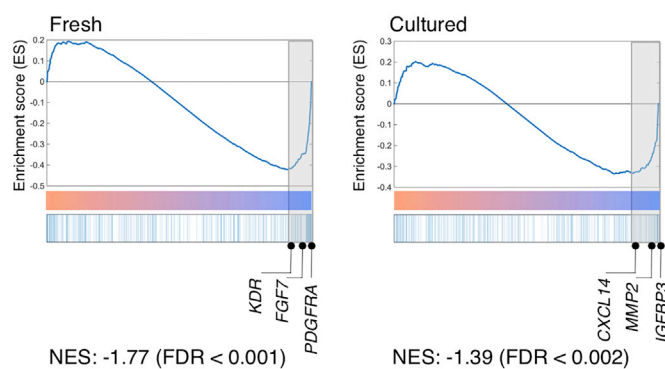 Fresh
Enrichment score (ES)
0.2
0.1
0
-0.1
-0.2
-0.3
-0.4
-0.5
KDR
FGF7
PDGFRA
NES: -1.77 (FDR < 0.001)
Cultured
Enrichment score (ES)
0.3
0.2
0.1
0
-0.1
-0.2
-0.3
-0.4
CXCL14
MMP2
IGFBP3
NES: -1.39 (FDR < 0.002)